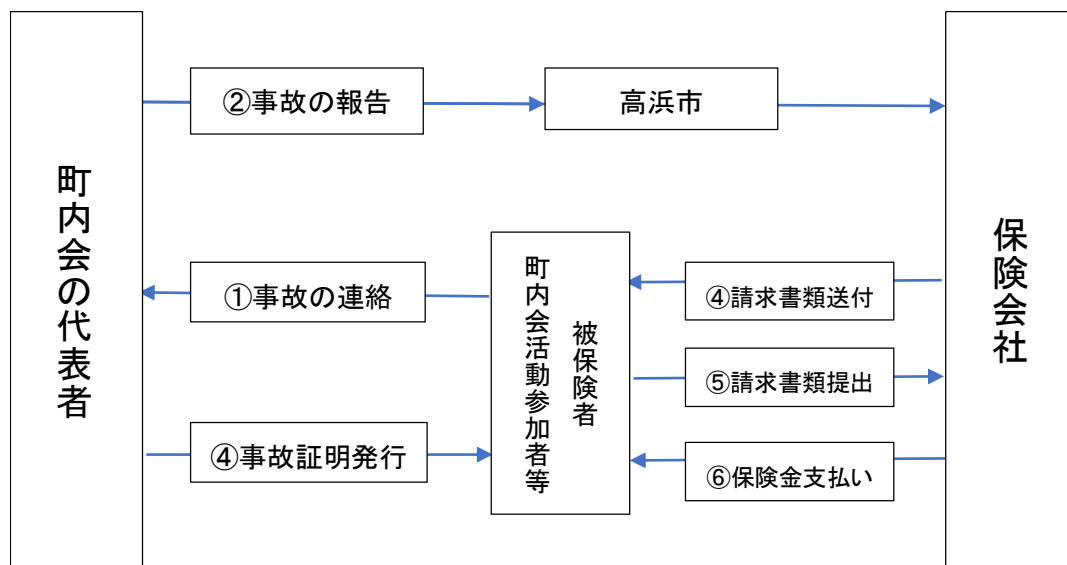 町内会の代表者
②事故の報告
高浜市
保険会社
①事故の連絡
被保険者
町内会活動参加者等
④請求書類送付
⑤請求書類提出
④事故証明発行
⑥保険金支払い